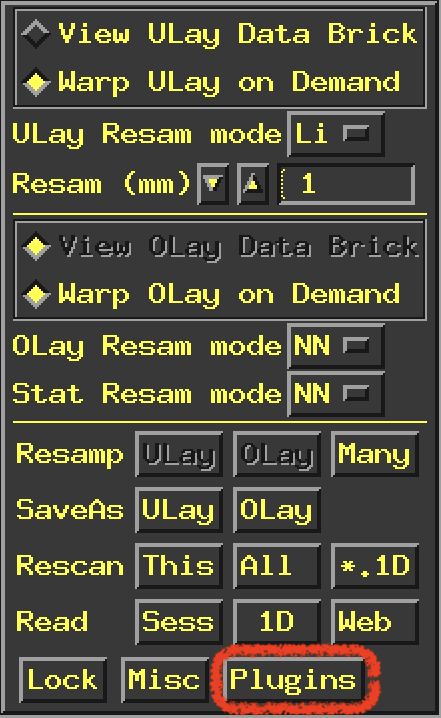 View ULay Data Brick
Warp ULay on Demand
ULay Resam mode Li
Resam (mm) 1
View OLay Data Brick
Warp OLay on Demand
OLay Resam mode NN
Stat Resam mode NN
Resamp ULay OLay Many
SaveAs ULay OLay
Rescan This All *.1D
Read Sess 1D Web
Lock Misc Plugins